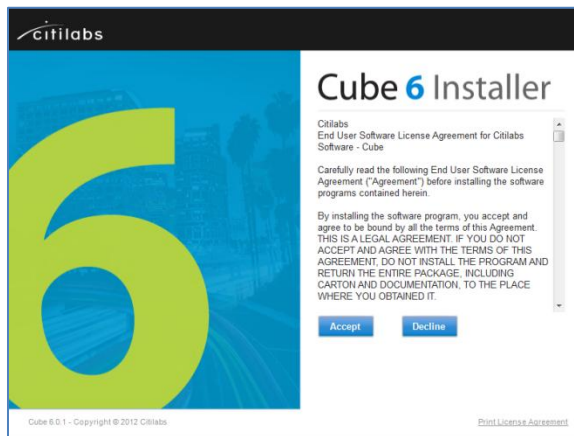 citilabs
Cube 6 Installer
Citilabs
End User Software License Agreement for Citilabs
Software - Cube
Carefully read the following End User Software License
Agreement ("Agreement") before installing the software
programs contained herein.
By installing the software program, you accept and
agree to be bound by all the terms of this Agreement.
THIS IS A LEGAL AGREEMENT. IF YOU DO NOT
ACCEPT AND AGREE WITH THE TERMS OF THIS
AGREEMENT, DO NOT INSTALL THE PROGRAM AND
RETURN THE ENTIRE PACKAGE, INCLUDING
CARTON AND DOCUMENTATION, TO THE PLACE
WHERE YOU OBTAINED IT.
Accept Decline
6
Cube 6.0.1 - Copyright © 2012 Citilabs
Print License Agreement